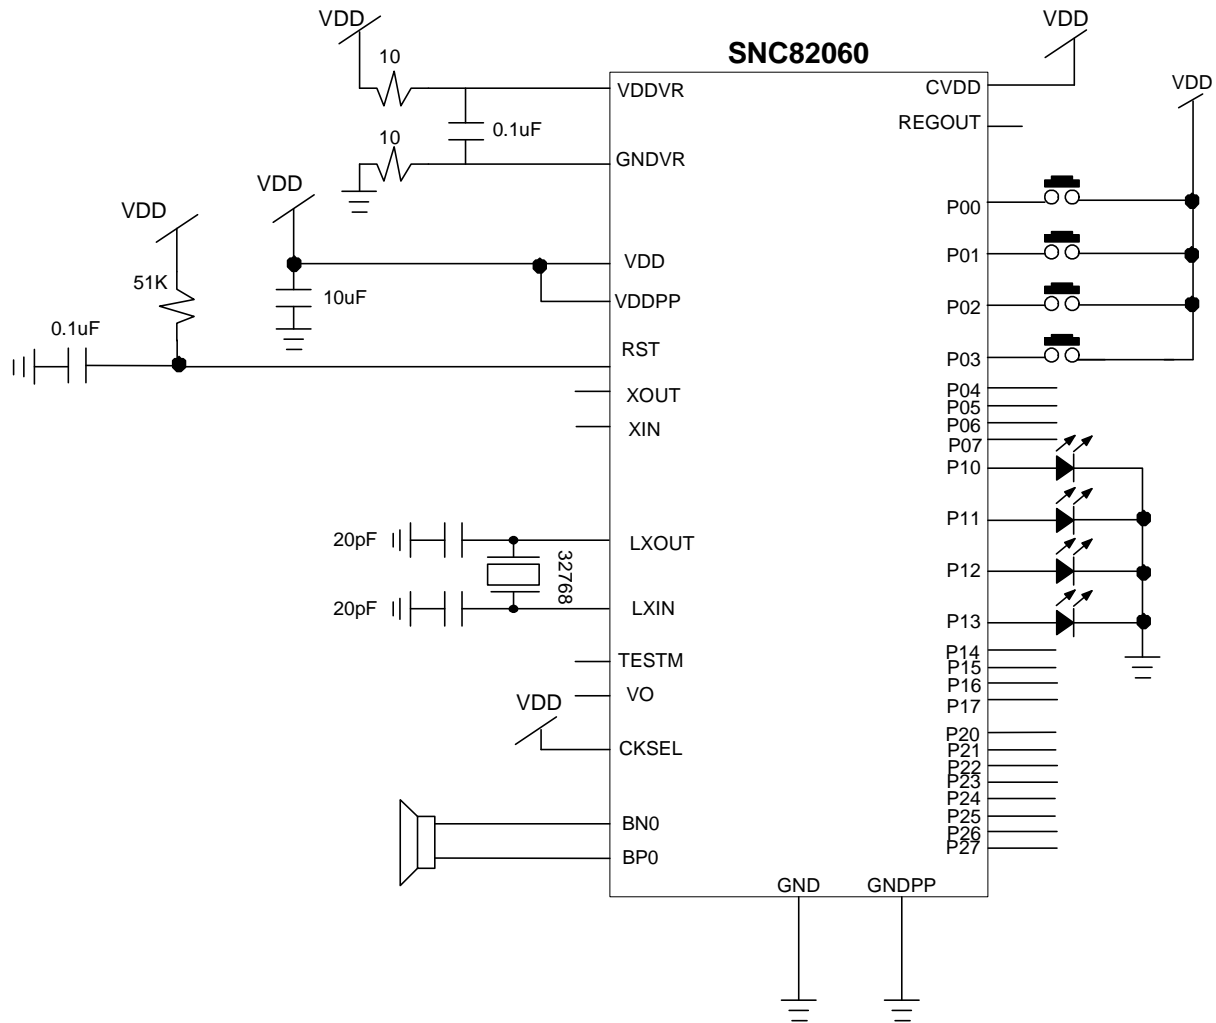 VDD
VDD
SNC82060
10
VDDVR
CVDD
VDD
0.1uF
REGOUT
10
GNDVR
VDD
VDD
P00
VDD
P01
51K
10uF
VDDPP
P02
0.1uF
RST
P03
XOUT
P04
P05
XIN
P06
P07
P10
P11
20pF
LXOUT
32768
P12
20pF
LXIN
P13
TESTM
P14
P15
P16
VO
P17
VDD
CKSEL
P20
P21
P22
P23
P24
BN0
P25
P26
P27
BP0
GND
GNDPP